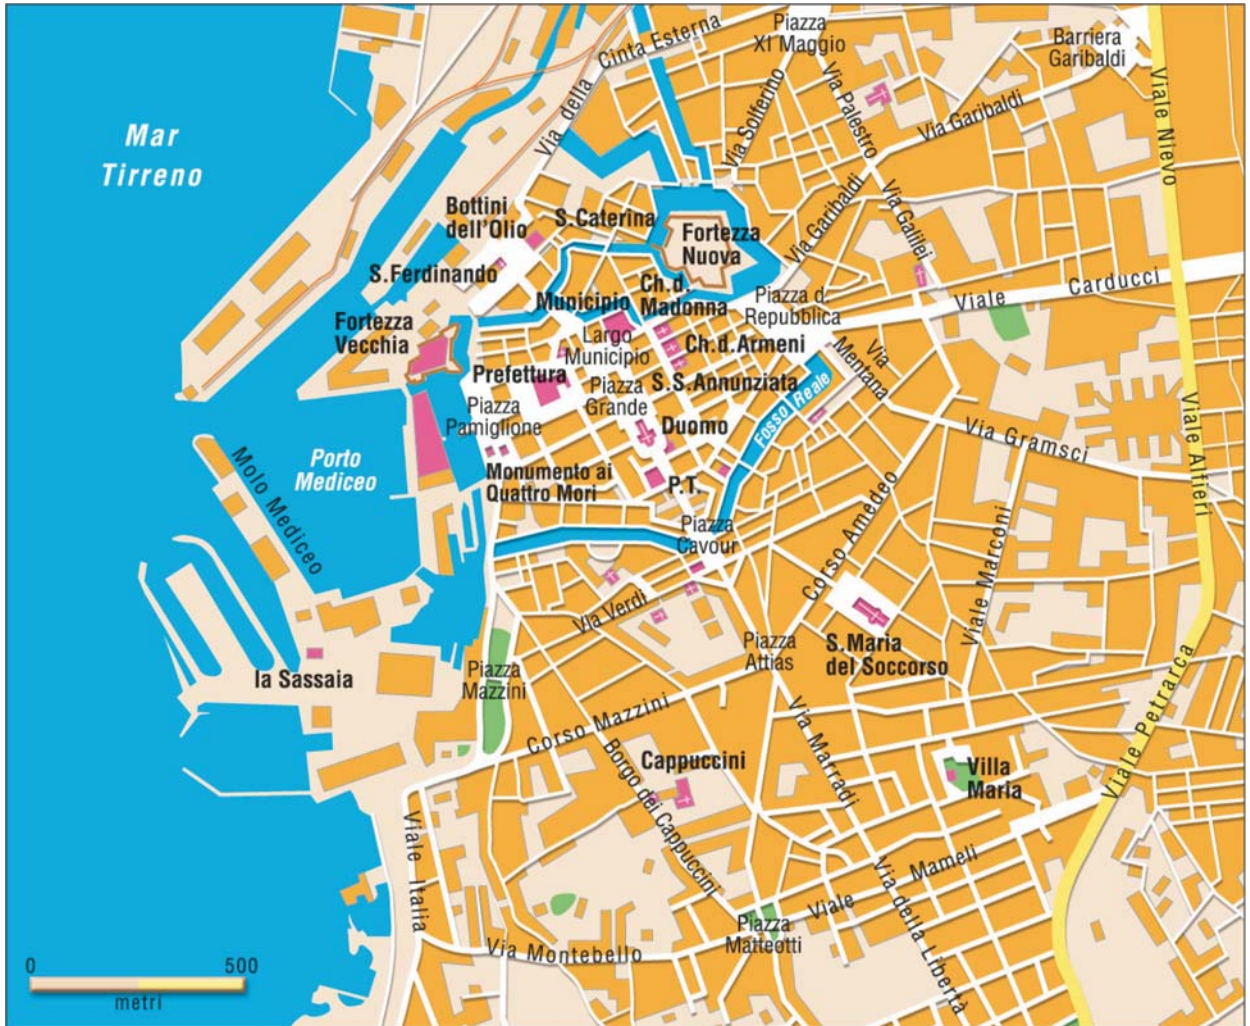 Piazza
XI Maggio
Barriera
Garibaldi
Via della Cinta Esterna
Mar
Tirreno
Via Solferino
Via Palestro
Via Garibaldi
Viale Nievo
Bottini
dell'Olio
S.Caterina
Fortezza
Nuova
Via Garibaldi
Via Galilei
S.Ferdinando
Ch.d.
Madonna
Piazza d.
Repubblica
Viale Carducci
Municipio
Fortezza
Vecchia
Largo
Municipio
Ch.d.Armeni
Via
Mentana
Prefettura
S.S.Annunziata
Piazza
Grande
Fosso Reale
Piazza
Pamiglione
Duomo
Via Gramsci
Viale Alfieri
Porto
Mediceo
Molo Mediceo
Monumento ai
Quattro Mori
P.T.
Piazza
Cavour
Corso Amedeo
Viale Marconi
VIa Verdi
Piazza
Attias
S.Maria
del Soccorso
la Sassaia
Piazza
Mazzini
Viale Petrarca
Corso Mazzini
Via Marradi
Borgo dei Cappuccini
Cappuccini
Villa
Maria
Viale Italia
Viale Mameli
Piazza
Matteotti
Via della Libertà
Via Montebello
0 500
metri